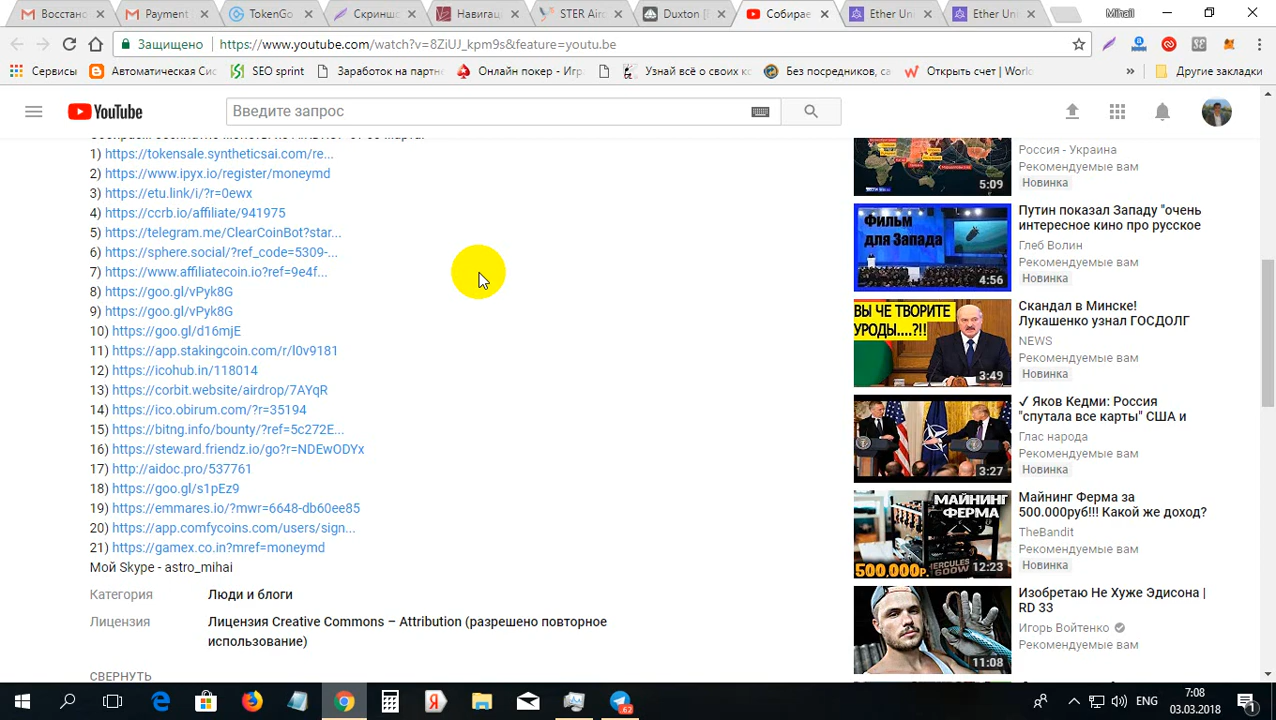 Восстано
Payment
TokenGo
Скриншс
Навигац
STER Air
Duxton [
Собирае
Ether Un
Ether Un
Mihail
Защищено
https://www.youtube.com/watch?v=8ZiUJ_kpm9s&feature=youtu.be
Сервисы
Автоматическая Сис
SEO sprint
Заработок на партн
Онлайн покер - Игр
Узнай всё о своих кс
Без посредников, са
Открыть счет | Worl
Другие закладки
YouTube
Введите запрос
1) https://tokensale.syntheticsai.com/re...
2) https://www.ipyx.io/register/moneymd
3) https://etu.link/i/?r=0ewx
4) https://ccrb.io/affiliate/941975
5) https://telegram.me/ClearCoinBot?star...
6) https://sphere.social/?ref_code=5309-...
7) https://www.affiliatecoin.io?ref=9e4f...
8) https://goo.gl/vPyk8G
9) https://goo.gl/vPyk8G
10) https://goo.gl/d16mjE
11) https://app.stakingcoin.com/r/l0v9181
12) https://icohub.in/118014
13) https://corbit.website/airdrop/7AYqR
14) https://ico.obirum.com/?r=35194
15) https://bitng.info/bounty/?ref=5c272E...
16) https://steward.friendz.io/go?r=NDEwODYx
17) http://aidoc.pro/537761
18) https://goo.gl/s1pEz9
19) https://emmares.io/?mwr=6648-db60ee85
20) https://app.comfycoins.com/users/sign...
21) https://gamex.co.in?mref=moneymd
Мой Skype - astro_mihal
Категория
Люди и блоги
Лицензия
Лицензия Creative Commons – Attribution (разрешено повторное
использование)
СВЕРНУТЬ
5:09
Россия - Украина
Рекомендуемые вам
Новинка
Фильм
для Запада
4:56
Путин показал Западу "очень
интересное кино про русское
Глеб Волин
Рекомендуемые вам
Новинка
ВЫ ЧЕ ТВОРИТЕ
УРОДЫ....?!!
3:49
Скандал в Минске!
Лукашенко узнал ГОСДОЛГ
NEWS
Рекомендуемые вам
Новинка
3:27
✓ Яков Кедми: Россия
"спутала все карты" США и
Глас народа
Рекомендуемые вам
Новинка
МАЙНИНГ
ФЕРМА
HERCULES
1600W
500,000р.
12:23
Майнинг Ферма за
500.000руб!!! Какой же доход?
TheBandit
Рекомендуемые вам
Новинка
11:08
Изобретаю Не Хуже Эдисона |
RD 33
Игорь Войтенко
Рекомендуемые вам
62
ENG
7:08
03.03.2018
1